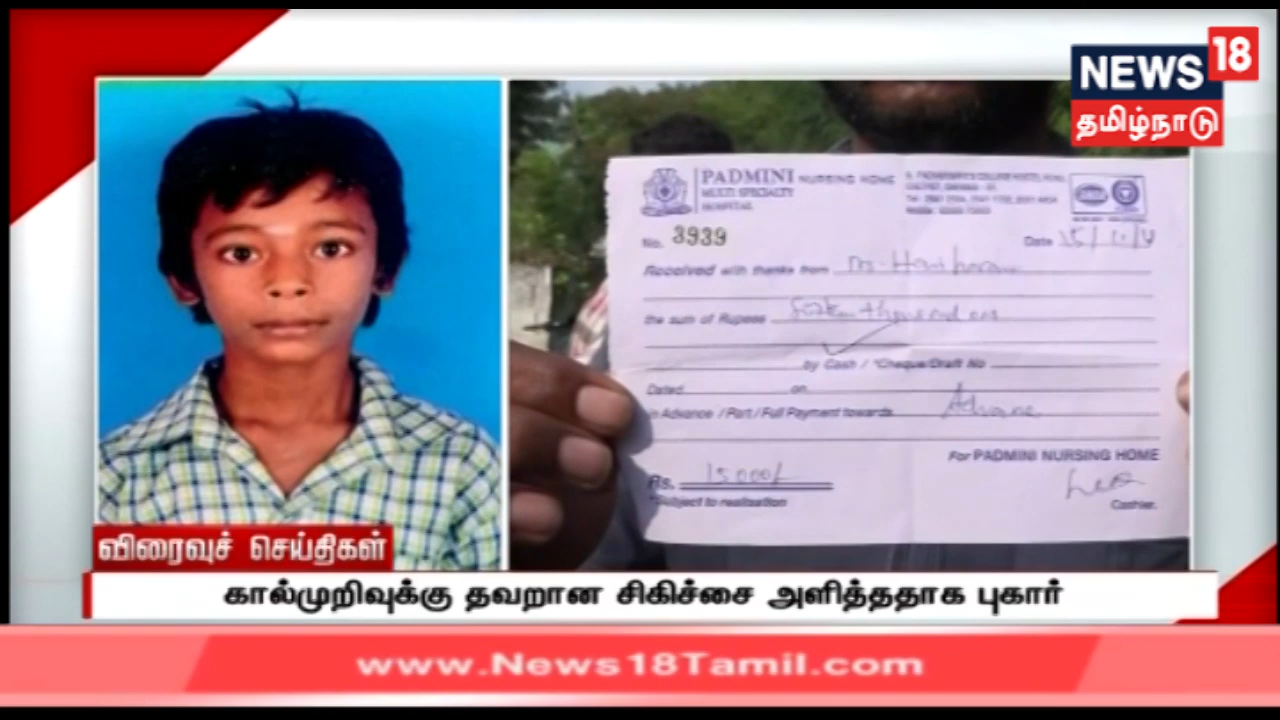 NEWS 18
தமிழ்நாடு
PADMINI NURSING HOME
MULTI SPECIALTY
HOSPITAL
No. 3939
Date
Received with thanks from
the sum of Rupees
by Cash / *Cheque/Draft No
Dated on
In Advance / Part / Full Payment towards Advance
For PADMINI NURSING HOME
Rs. 15000/-
*Subject to realisation
Cashier.
விரைவுச் செய்திகள்
கால்முறிவுக்கு தவறான சிகிச்சை அளித்ததாக புகார்
www.News18Tamil.com